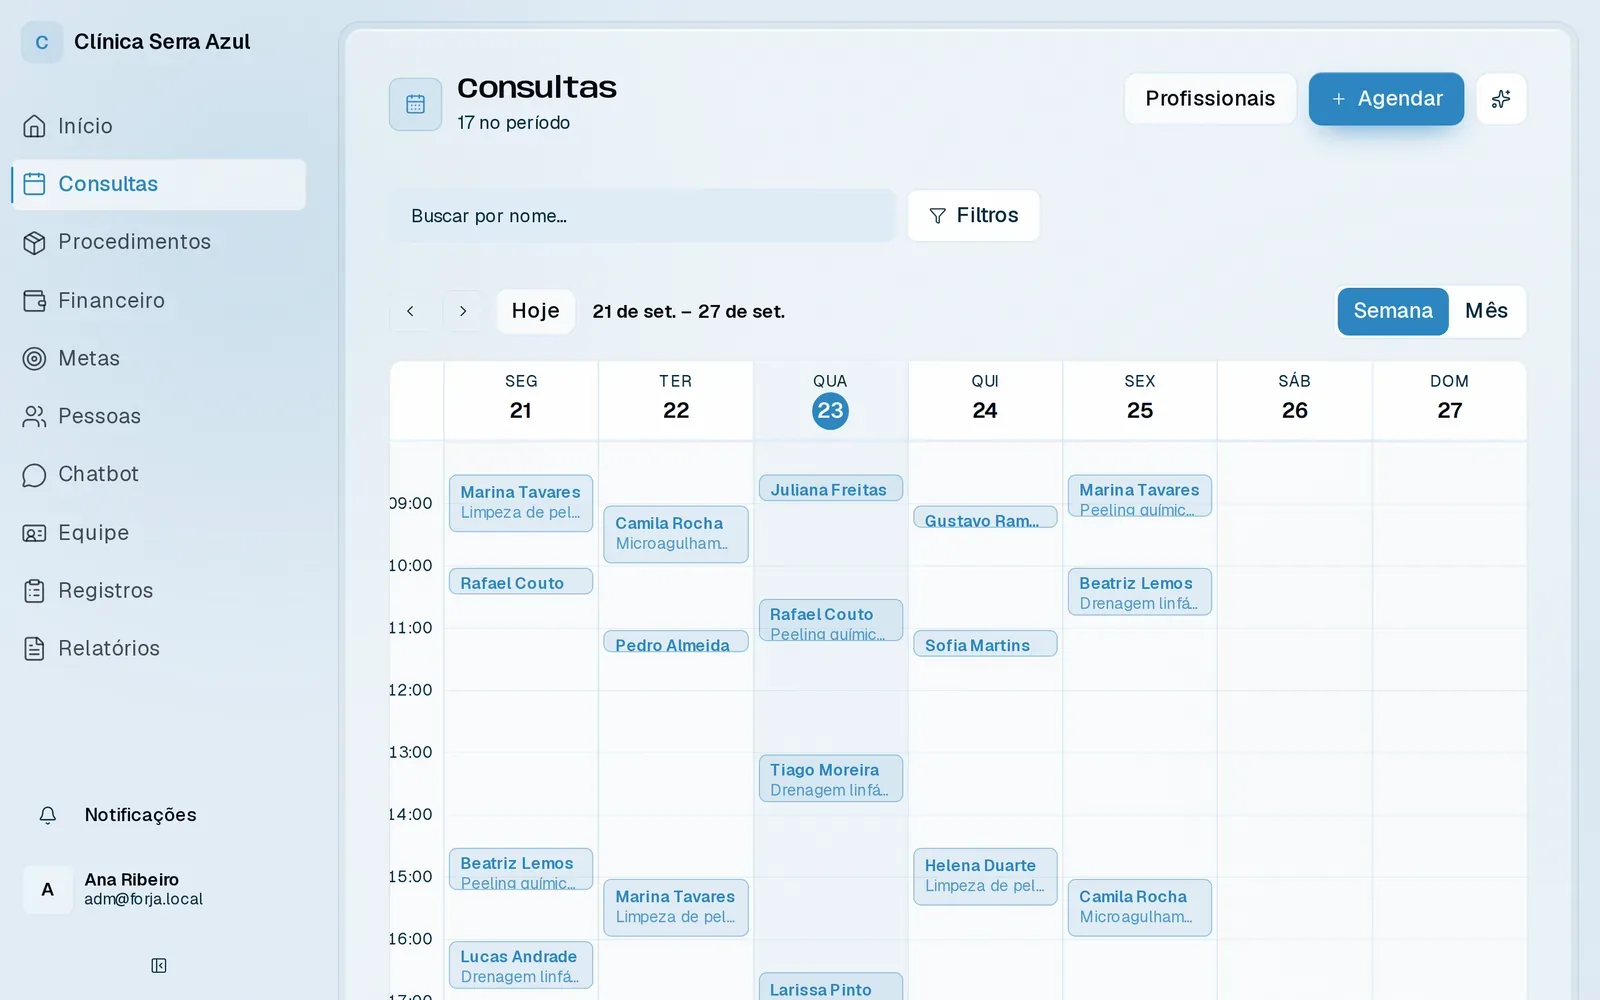 C Clínica Serra Azul
Início
Consultas
Procedimentos
Financeiro
Metas
Pessoas
Chatbot
Equipe
Registros
Relatórios
Notificações
A
Ana Ribeiro
adm@forja.local
Consultas
17 no período
Profissionais
+ Agendar
Buscar por nome...
Filtros
Hoje
21 de set. – 27 de set.
Semana
Mês
SEG
21
TER
22
QUA
23
QUI
24
SEX
25
SÁB
26
DOM
27
09:00
10:00
11:00
12:00
13:00
14:00
15:00
16:00
17:00
Marina Tavares
Limpeza de pel...
Rafael Couto
Beatriz Lemos
Peeling químic...
Lucas Andrade
Drenagem linfá...
Camila Rocha
Microagulham...
Pedro Almeida
Marina Tavares
Limpeza de pel...
Juliana Freitas
Rafael Couto
Peeling químic...
Tiago Moreira
Drenagem linfá...
Larissa Pinto
Gustavo Ram...
Sofia Martins
Helena Duarte
Limpeza de pel...
Marina Tavares
Peeling químic...
Beatriz Lemos
Drenagem linfá...
Camila Rocha
Microagulham...